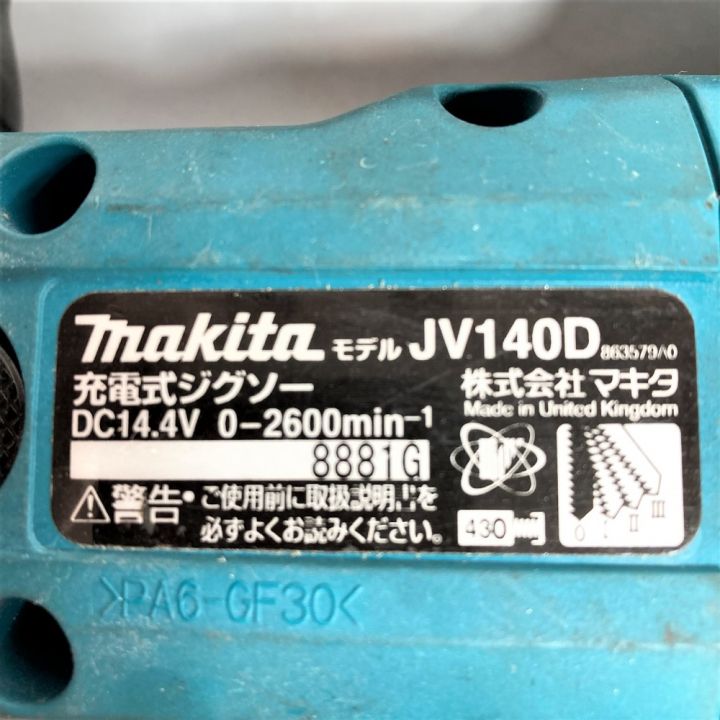 makita モデル JV140D 863579A0
充電式ジグソー 株式会社マキタ
Made in United Kingdom
DC14.4V 0-2600min-1
8881G
警告・ご使用前に取扱説明書を
必ずよくお読みください。
430
0 I II III
>PA6-GF30<